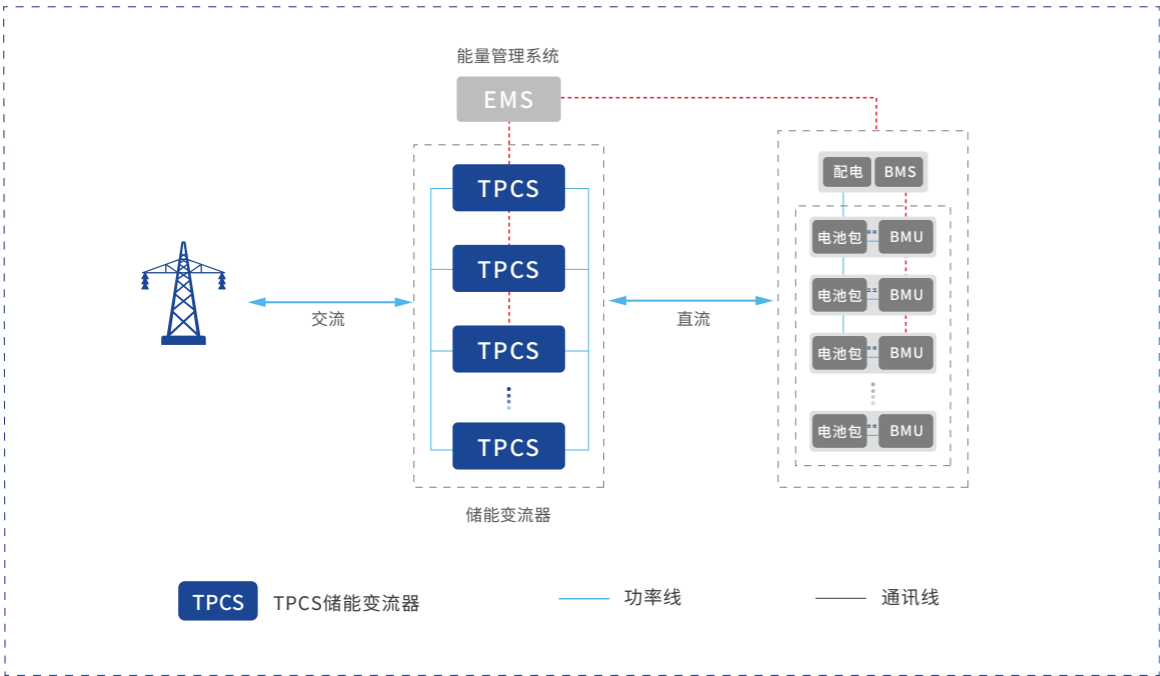 能量管理系统
EMS
TPCS
TPCS
TPCS
TPCS
储能变流器
交流
直流
配电 BMS
电池包 BMU
电池包 BMU
电池包 BMU
电池包 BMU
TPCS TPCS储能变流器 功率线 通讯线